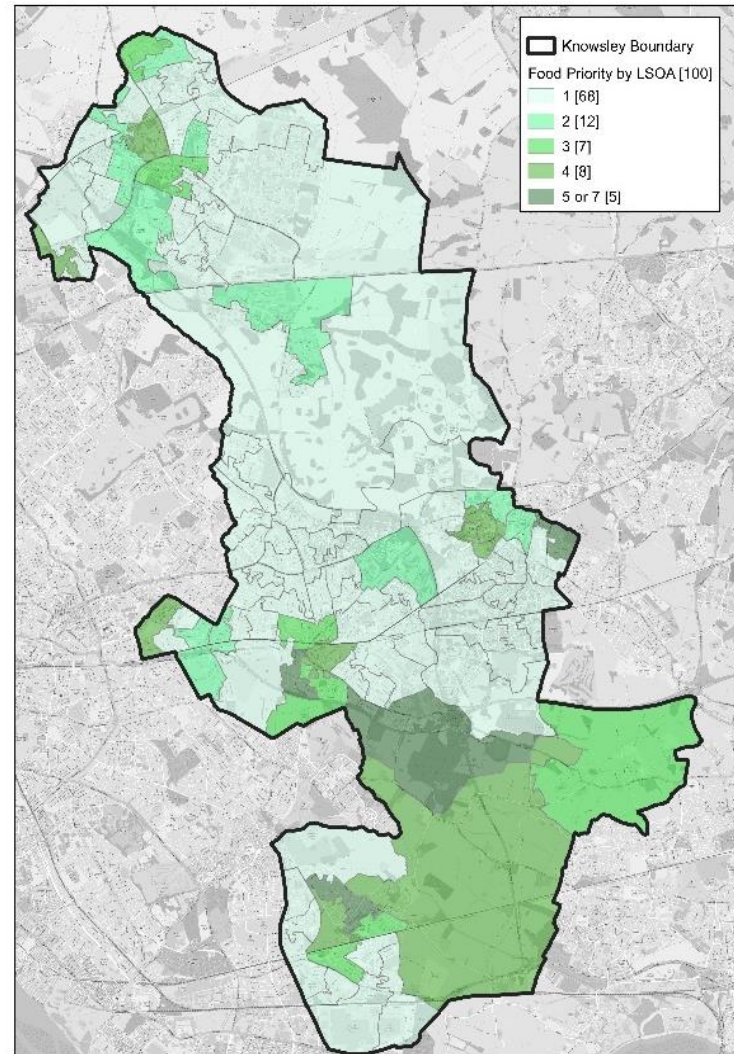 Knowsley Boundary
Food Priority by LSOA [100]
1 [68]
2 [12]
3 [7]
4 [8]
5 or 7 [5]